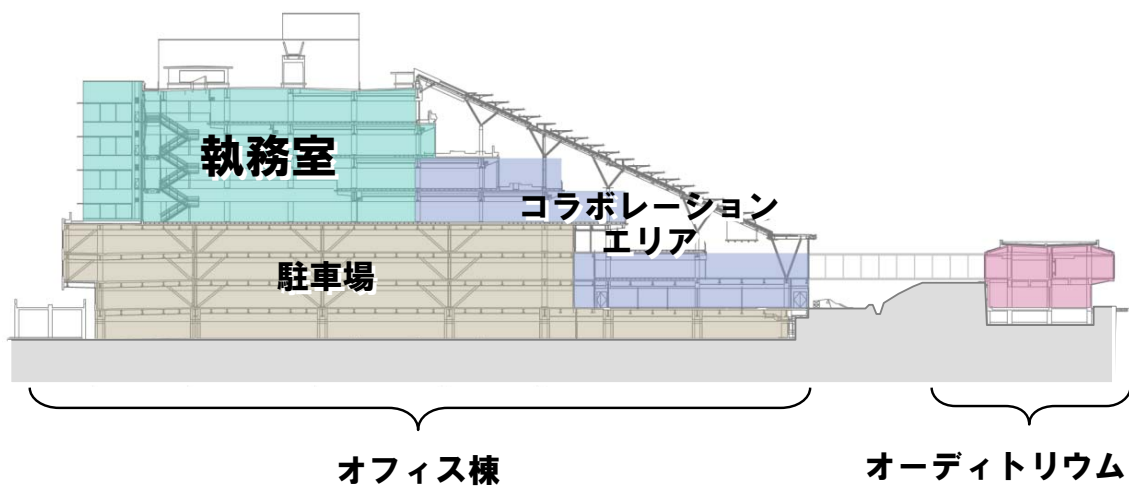 執務室
コラボレーション
エリア
駐車場
オフィス棟
オーディトリウム